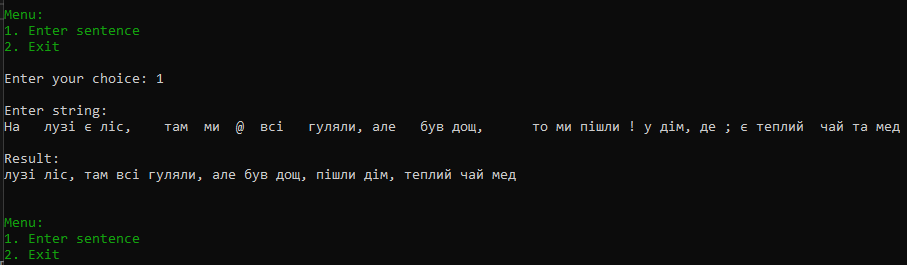 Menu:
1. Enter sentence
2. Exit
Enter your choice: 1
Enter string:
На   лузі є ліс,    там  ми  @  всі   гуляли, але   був дощ,      то ми пішли ! у дім, де ; є теплий  чай та мед
Result:
лузі ліс, там всі гуляли, але був дощ, пішли дім, теплий чай мед
Menu:
1. Enter sentence
2. Exit